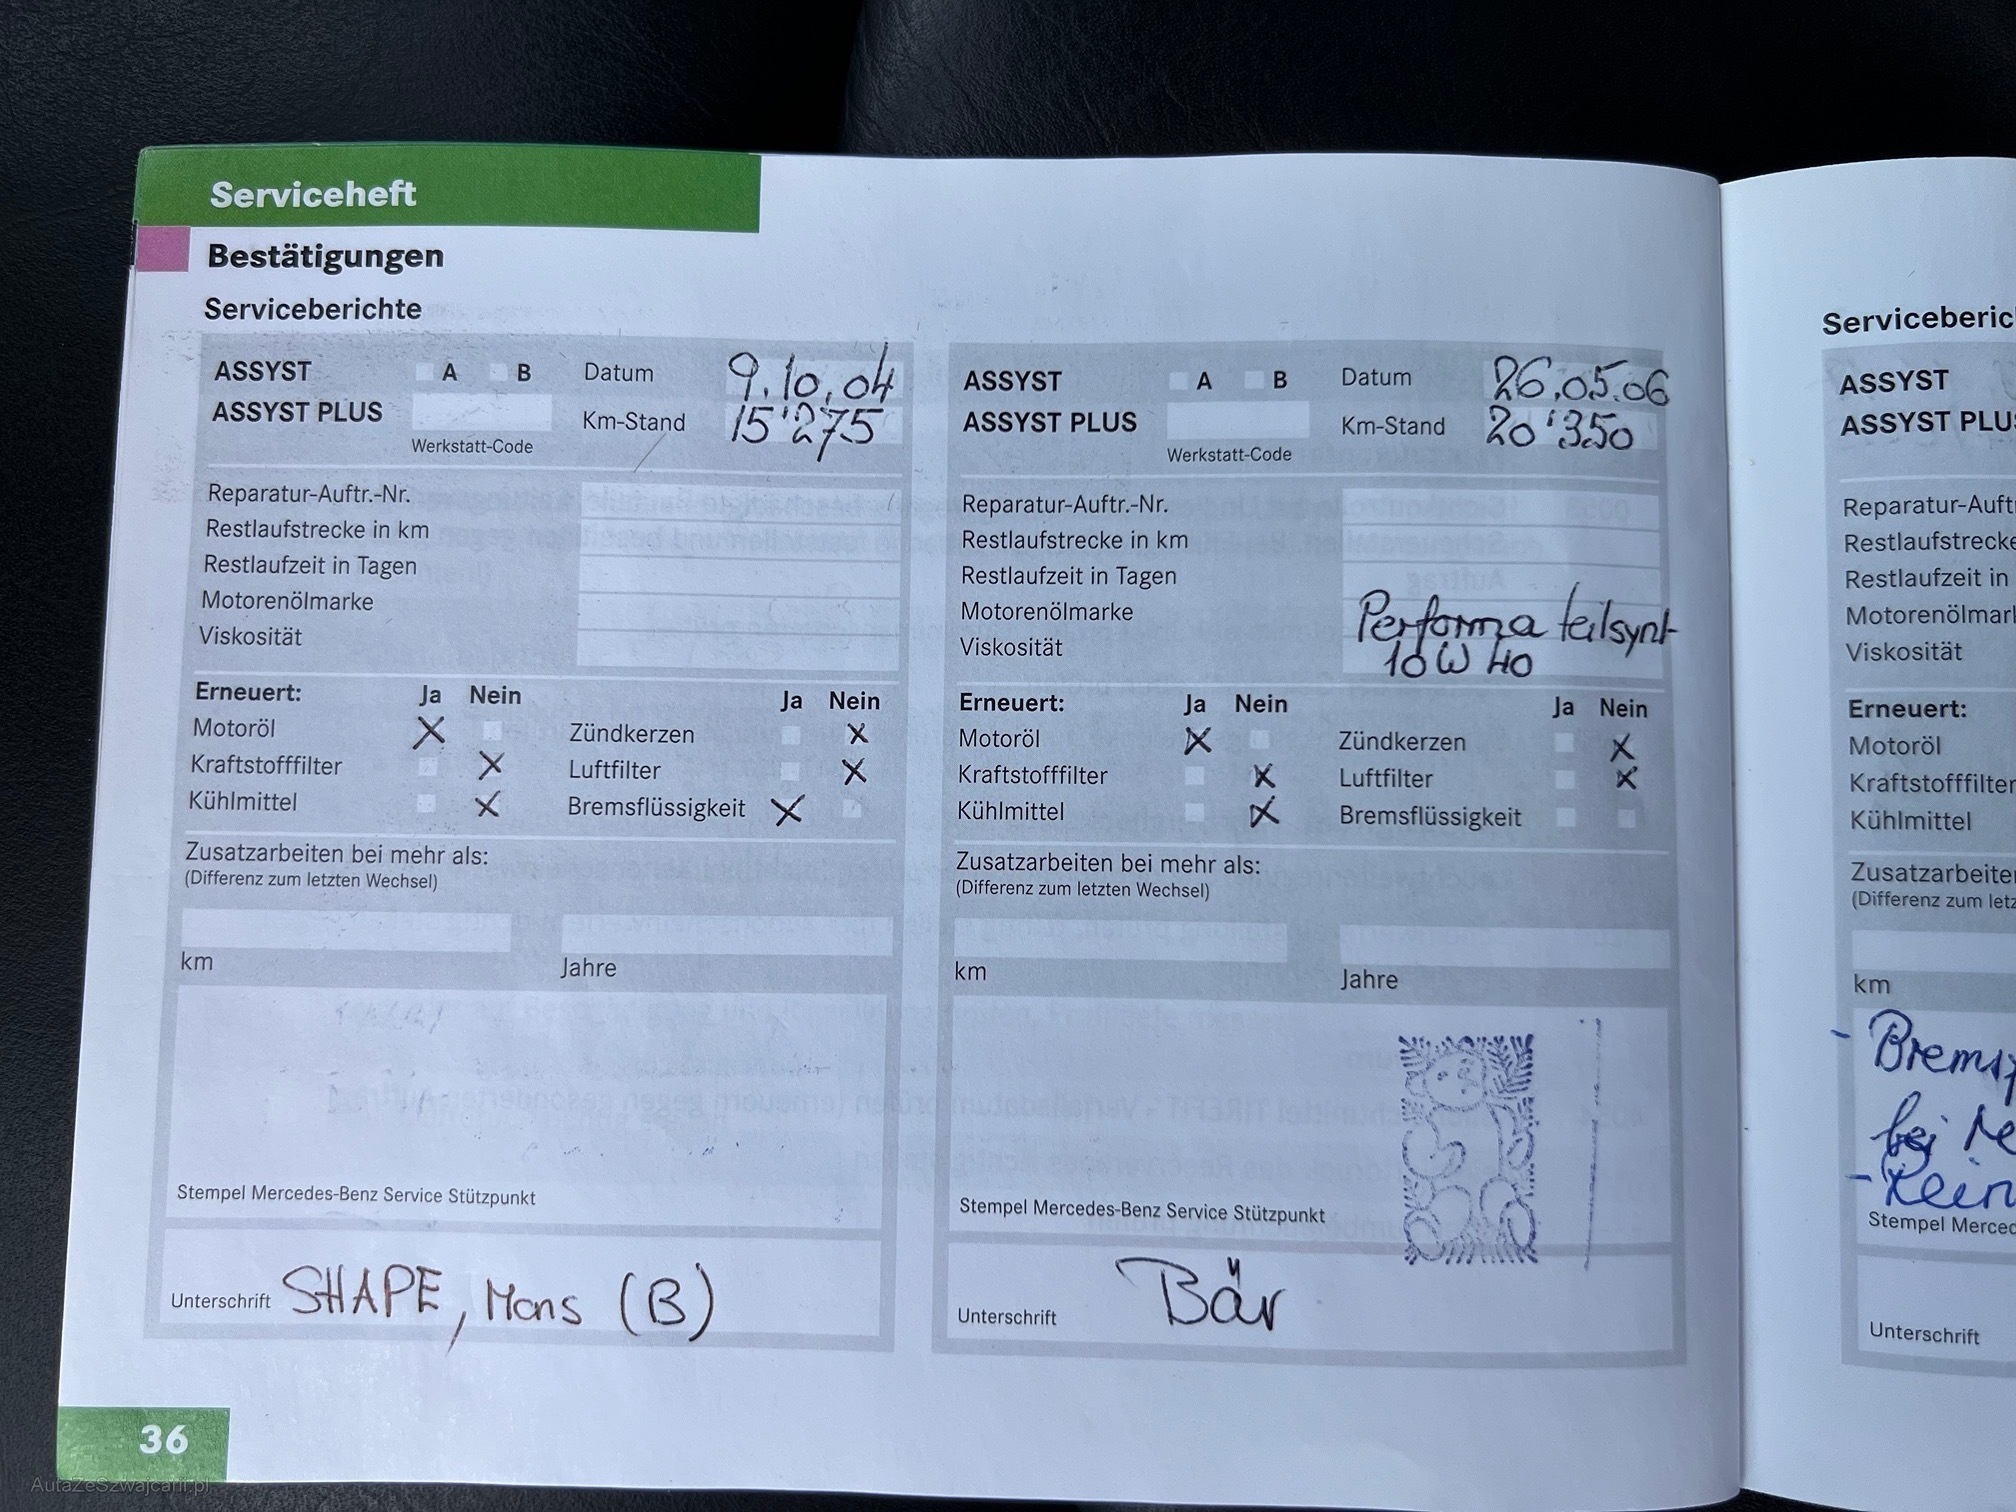 Serviceheft
Bestätigungen
Serviceberichte
ASSYST A B Datum 9.10.04
ASSYST PLUS Km-Stand 15'275
Werkstatt-Code
Reparatur-Auftr.-Nr.
Restlaufstrecke in km
Restlaufzeit in Tagen
Motorenölmarke
Viskosität
Erneuert: Ja Nein Ja Nein
Motoröl X Zündkerzen X
Kraftstofffilter X Luftfilter X
Kühlmittel X Bremsflüssigkeit X
Zusatzarbeiten bei mehr als:
(Differenz zum letzten Wechsel)
km Jahre
Stempel Mercedes-Benz Service Stützpunkt
Unterschrift SHAPE, Mons (B)
ASSYST A B Datum 26.05.06
ASSYST PLUS Km-Stand 20'350
Werkstatt-Code
Reparatur-Auftr.-Nr.
Restlaufstrecke in km
Restlaufzeit in Tagen
Motorenölmarke Performa teilsynt
Viskosität 10W40
Erneuert: Ja Nein Ja Nein
Motoröl X Zündkerzen X
Kraftstofffilter X Luftfilter X
Kühlmittel X Bremsflüssigkeit
Zusatzarbeiten bei mehr als:
(Differenz zum letzten Wechsel)
km Jahre
Stempel Mercedes-Benz Service Stützpunkt
Unterschrift Bär
36
Serviceberic
ASSYST
ASSYST PLUS
Reparatur-Auftr
Restlaufstrecke
Restlaufzeit in
Motorenölmark
Viskosität
Erneuert:
Motoröl
Kraftstofffilter
Kühlmittel
Zusatzarbeiten
(Differenz zum letz
km
- Brems
bei
- Kein
Stempel Merced
Unterschrift
AutaZeSzwajcarii.pl